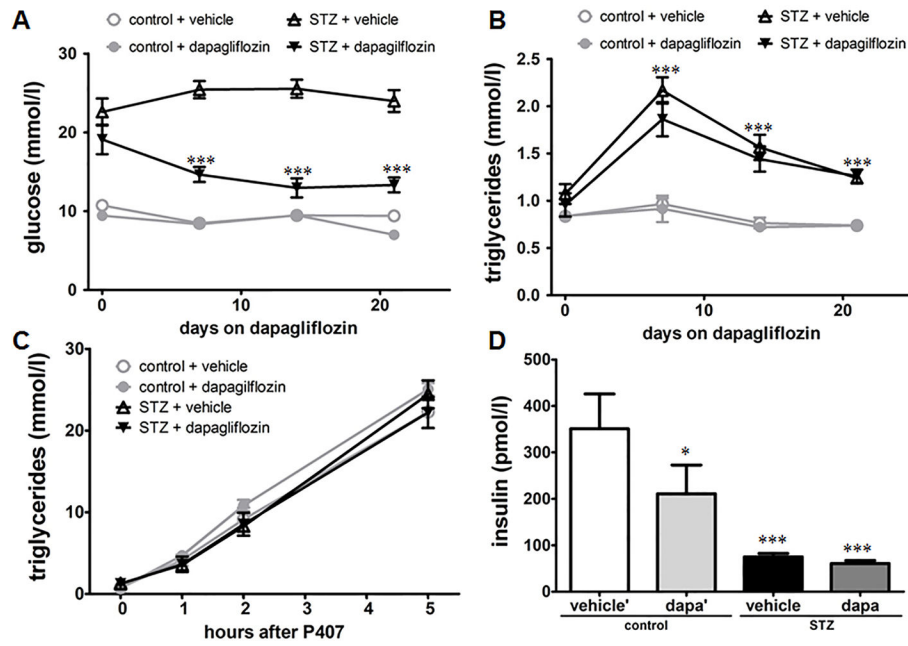 A
control + vehicle
STZ + vehicle
control + dapagliflozin
STZ + dapagilflozin
glucose (mmol/l)
30
20
10
0
***
***
***
0
10
20
days on dapagliflozin
B
control + vehicle
STZ + vehicle
control + dapagliflozin
STZ + dapagilflozin
triglycerides (mmol/l)
2.5
2.0
1.5
1.0
0.5
0.0
***
***
***
0
10
20
days on dapagliflozin
C
control + vehicle
control + dapagilflozin
STZ + vehicle
STZ + dapagliflozin
triglycerides (mmol/l)
30
20
10
0
0
1
2
3
4
5
hours after P407
D
insulin (pmol/l)
500
400
300
200
100
0
*
***
***
vehicle'
dapa'
vehicle
dapa
control
STZ